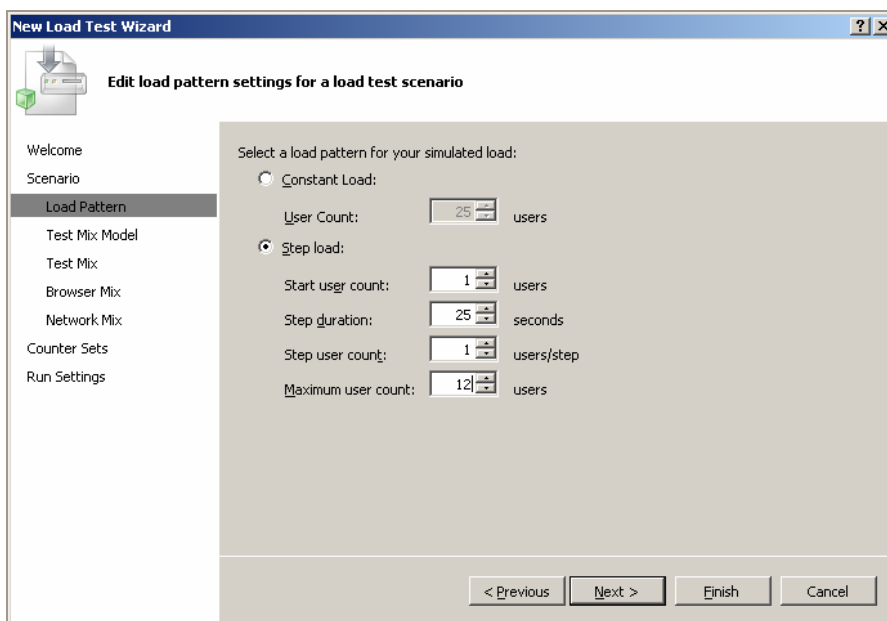 New Load Test Wizard
Edit load pattern settings for a load test scenario
Welcome
Scenario
Load Pattern
Test Mix Model
Test Mix
Browser Mix
Network Mix
Counter Sets
Run Settings
Select a load pattern for your simulated load:
Constant Load:
User Count: 25 users
Step load:
Start user count: 1 users
Step duration: 25 seconds
Step user count: 1 users/step
Maximum user count: 12 users
< Previous Next > Finish Cancel